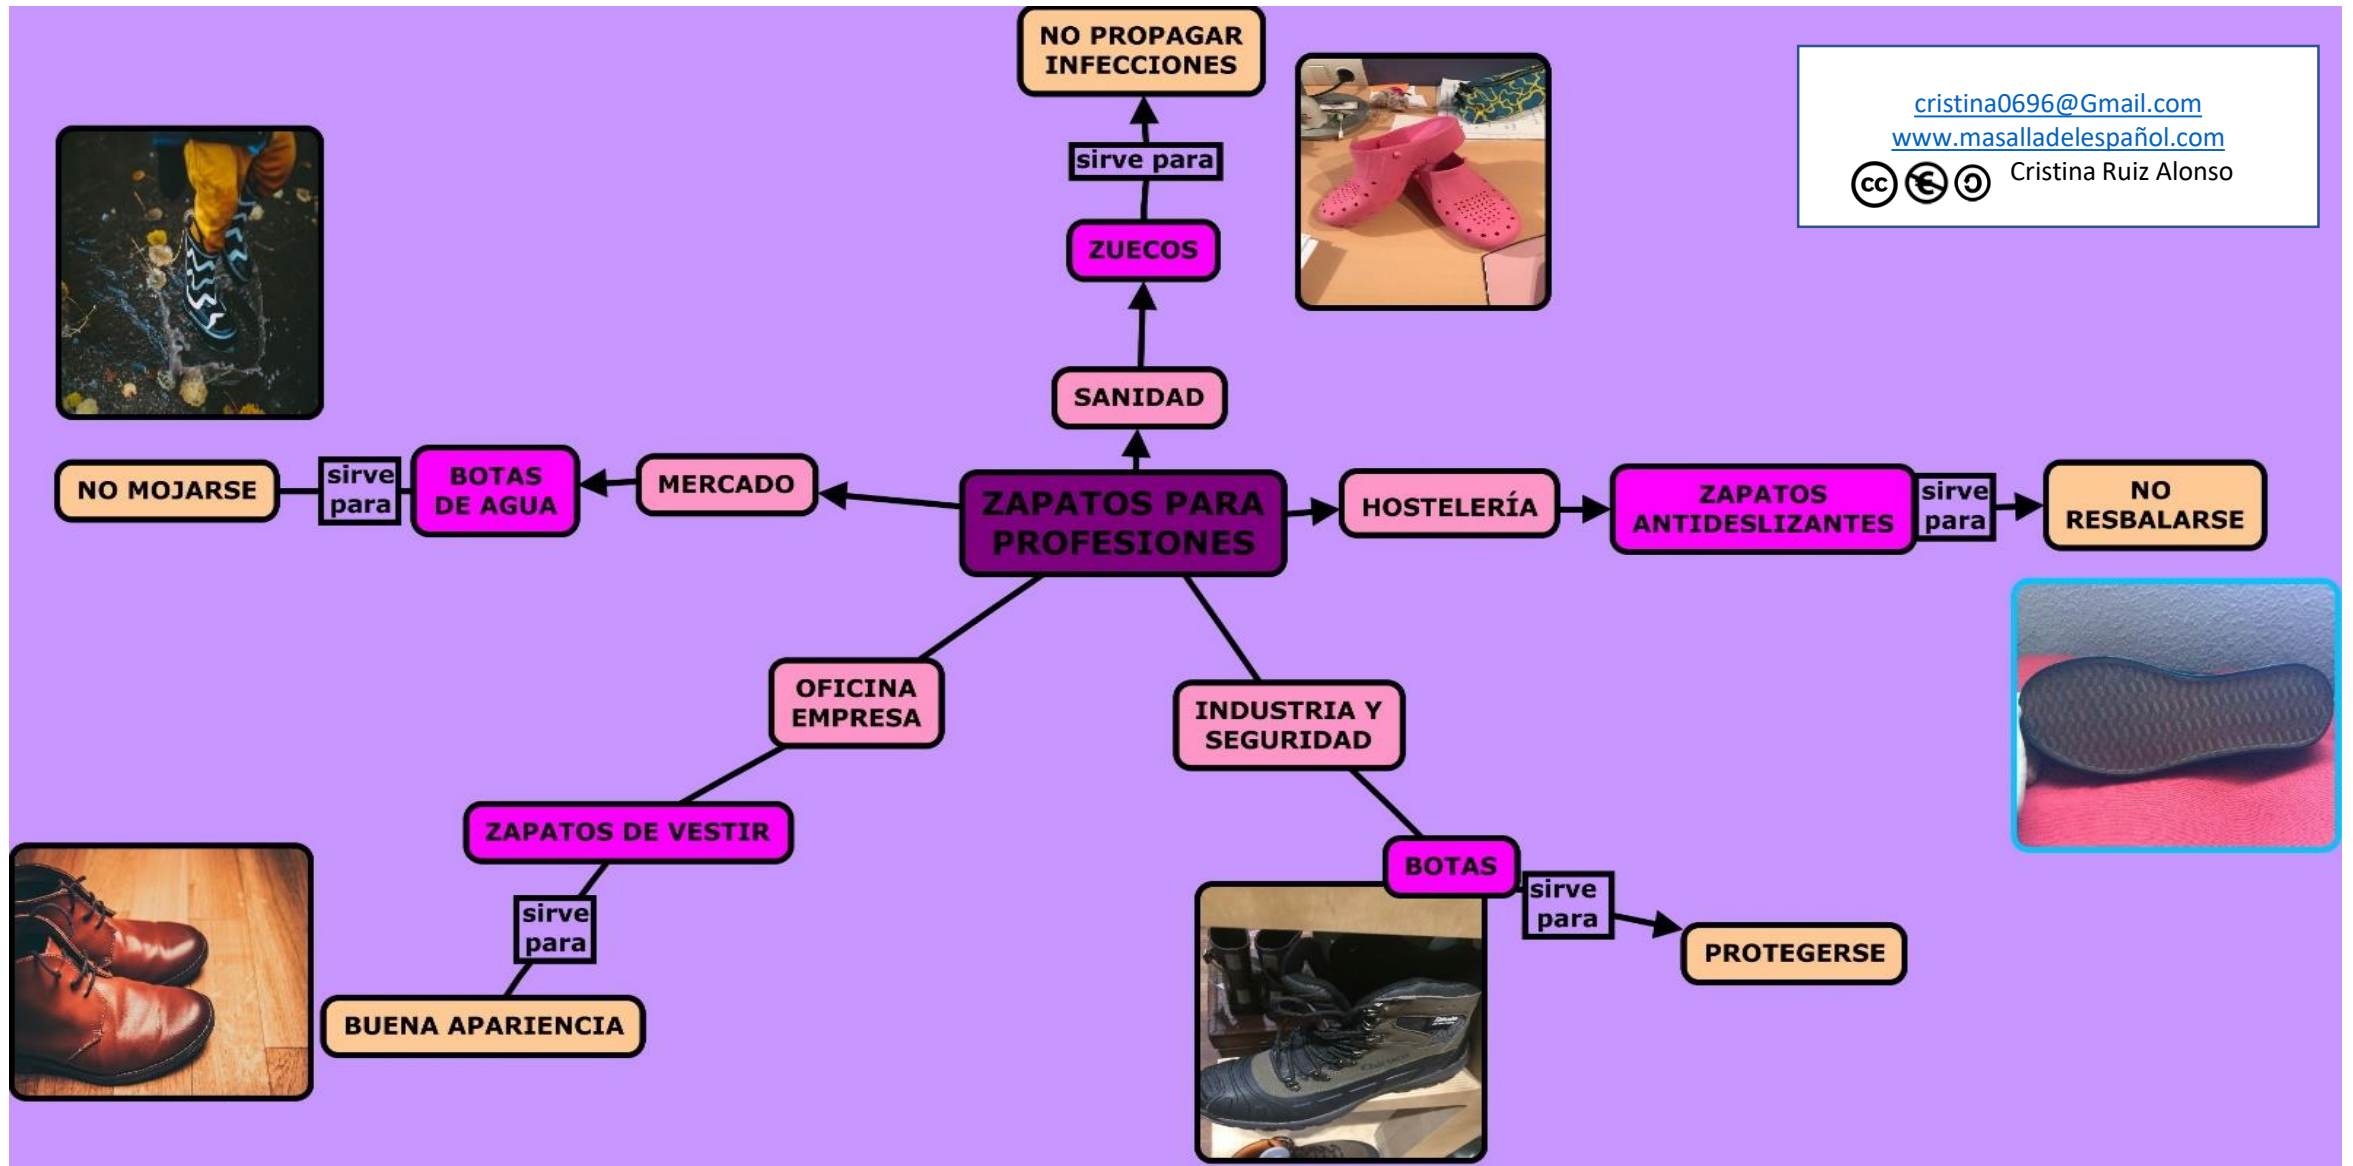 NO PROPAGAR
INFECCIONES
sirve para
ZUECOS
SANIDAD
cristina0696@Gmail.com
www.masalladelespañol.com
cc
Cristina Ruiz Alonso
NO MOJARSE
sirve
para
BOTAS
DE AGUA
MERCADO
ZAPATOS PARA
PROFESIONES
HOSTELERÍA
ZAPATOS
ANTIDESLIZANTES
sirve
para
NO
RESBALARSE
OFICINA
EMPRESA
ZAPATOS DE VESTIR
sirve
para
BUENA APARIENCIA
INDUSTRIA Y
SEGURIDAD
BOTAS
sirve
para
PROTEGERSE